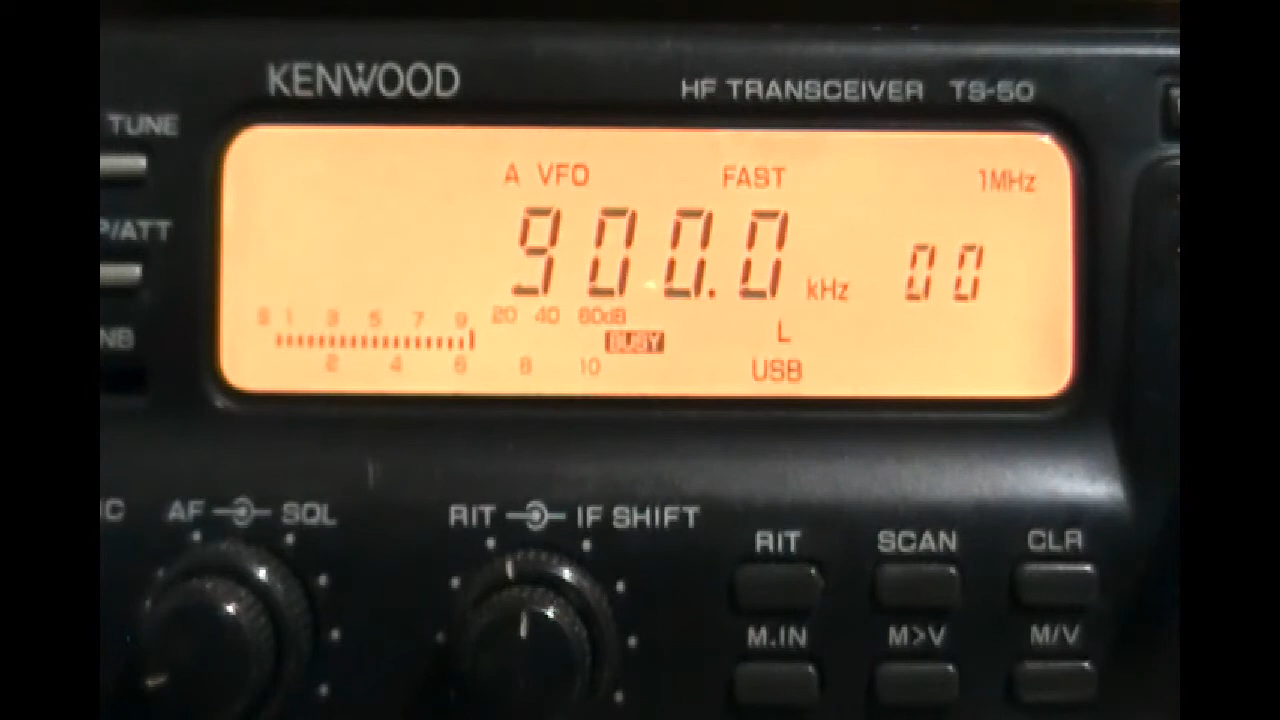 KENWOOD HF TRANSCEIVER TS-50
TUNE
A VFO FAST 1MHz
P/ATT
900.0 kHz 00
S 1 3 5 7 9 20 40 60dB
NB
BUSY L
2 4 6 8 10 USB
IC AF SQL RIT IF SHIFT
RIT SCAN CLR
M.IN M>V M/V